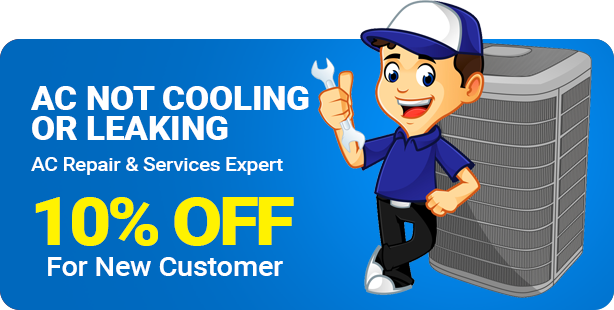 AC NOT COOLING
OR LEAKING
AC Repair & Services Expert
10% OFF
For New Customer